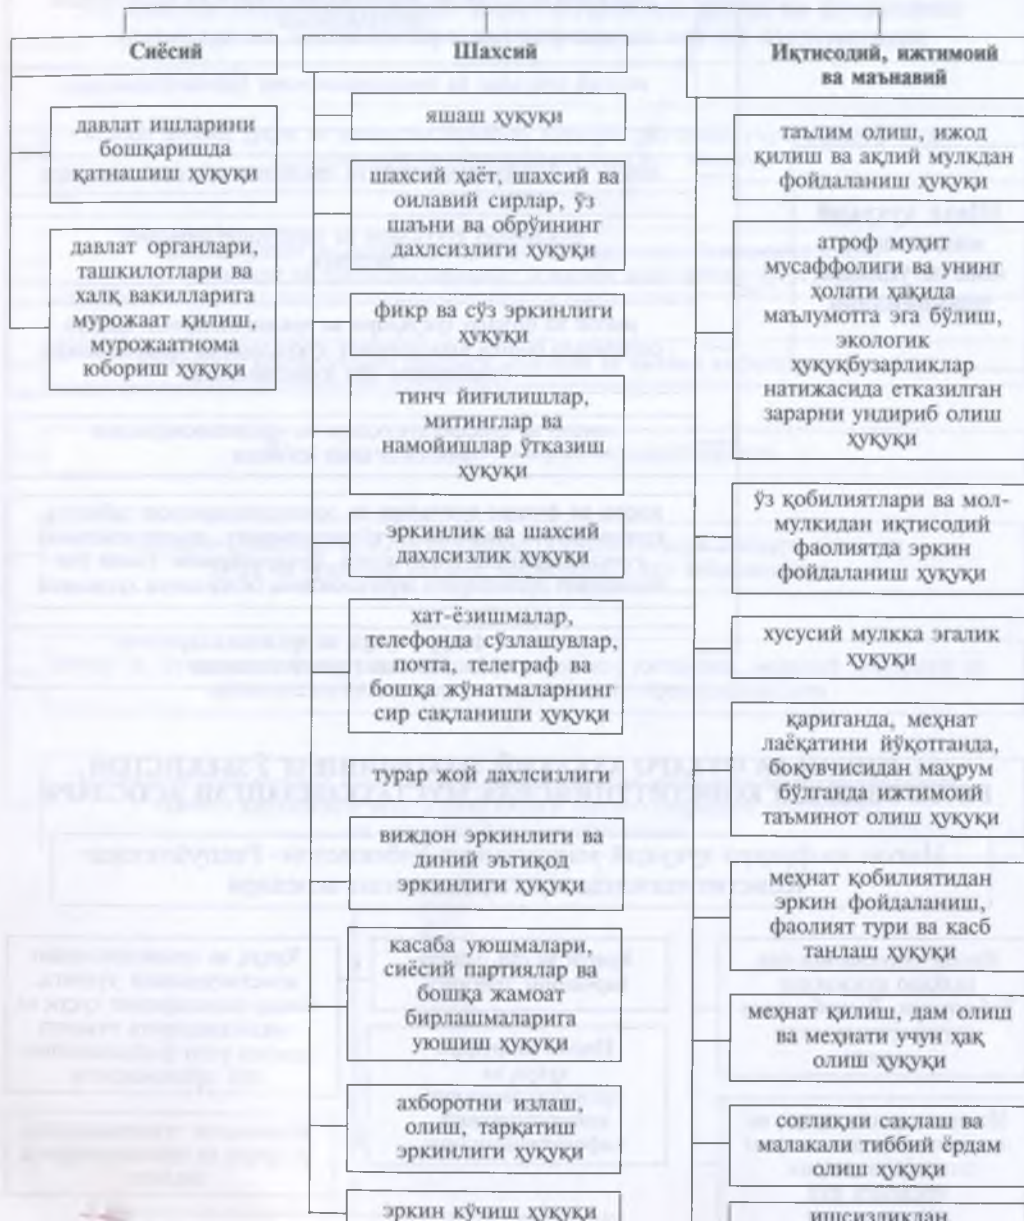 Сиёсий
давлат ишларини
бошқаришда
қатнашиш ҳуқуқи
давлат органлари,
ташкилотлари ва
халқ вакилларига
мурожаат қилиш,
мурожаатнома
юбориш ҳуқуқи
Шахсий
яшаш ҳуқуқи
шахсий ҳаёт, шахсий ва
оилавий сирлар, ўз
шаъни ва обрўининг
дахлсизлиги ҳуқуқи
фикр ва сўз эркинлиги
ҳуқуқи
тинч йиғилишлар,
митинглар ва
намойишлар ўтказиш
ҳуқуқи
эркинлик ва шахсий
дахлсизлик ҳуқуқи
хат-ёзишмалар,
телефонда сўзлашувлар,
почта, телеграф ва
бошқа жўнатмаларнинг
сир сақланиши ҳуқуқи
турар жой дахлсизлиги
виждон эркинлиги ва
диний эътиқод
эркинлиги ҳуқуқи
касаба уюшмалари,
сиёсий партиялар ва
бошқа жамоат
бирлашмаларига
уюшиш ҳуқуқи
ахборотни излаш,
олиш, тарқатиш
эркинлиги ҳуқуқи
эркин кўчиш ҳуқуқи
Иқтисодий, ижтимоий
ва маънавий
таълим олиш, ижод
қилиш ва ақлий мулкдан
фойдаланиш ҳуқуқи
атроф муҳит
мусаффолиги ва унинг
ҳолати ҳақида
маълумотга эга бўлиш,
экологик
ҳуқуқбузарликлар
натижасида етказилган
зарарни ундириб олиш
ҳуқуқи
ўз қобилиятлари ва мол-
мулкидан иқтисодий
фаолиятда эркин
фойдаланиш ҳуқуқи
хусусий мулкка эгалик
ҳуқуқи
қариганда, меҳнат
лаёқатини йўқотганда,
боқувчисидан маҳрум
бўлганда ижтимоий
таъминот олиш ҳуқуқи
меҳнат қобилиятидан
эркин фойдаланиш,
фаолият тури ва касб
танлаш ҳуқуқи
меҳнат қилиш, дам олиш
ва меҳнати учун ҳақ
олиш ҳуқуқи
соғлиқни сақлаш ва
малакали тиббий ёрдам
олиш ҳуқуқи
ишсизликдан